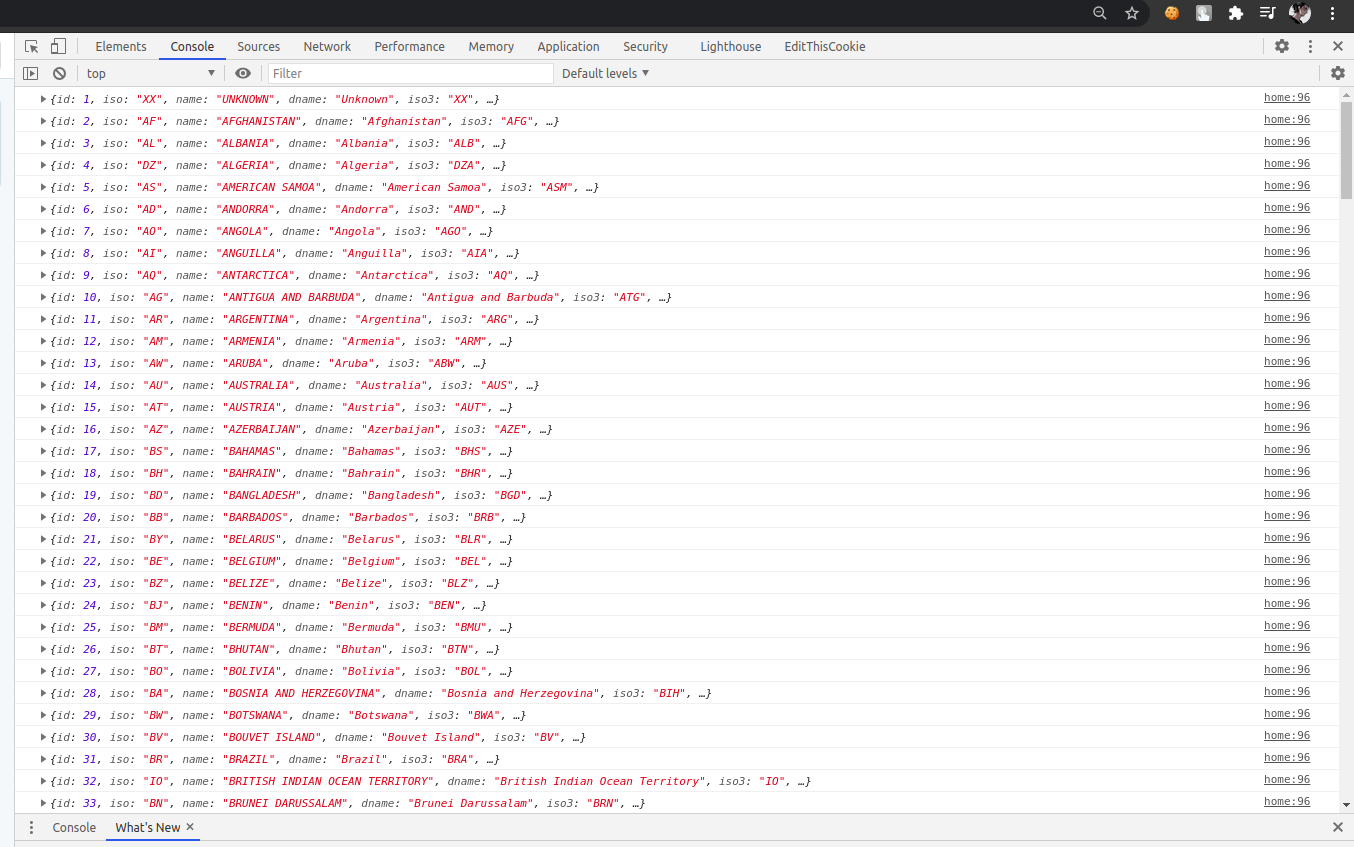 Elements Console Sources Network Performance Memory Application Security Lighthouse EditThisCookie
top Filter Default levels
{id: 1, iso: "XX", name: "UNKNOWN", dname: "Unknown", iso3: "XX", …} home:96
{id: 2, iso: "AF", name: "AFGHANISTAN", dname: "Afghanistan", iso3: "AFG", …} home:96
{id: 3, iso: "AL", name: "ALBANIA", dname: "Albania", iso3: "ALB", …} home:96
{id: 4, iso: "DZ", name: "ALGERIA", dname: "Algeria", iso3: "DZA", …} home:96
{id: 5, iso: "AS", name: "AMERICAN SAMOA", dname: "American Samoa", iso3: "ASM", …} home:96
{id: 6, iso: "AD", name: "ANDORRA", dname: "Andorra", iso3: "AND", …} home:96
{id: 7, iso: "AO", name: "ANGOLA", dname: "Angola", iso3: "AGO", …} home:96
{id: 8, iso: "AI", name: "ANGUILLA", dname: "Anguilla", iso3: "AIA", …} home:96
{id: 9, iso: "AQ", name: "ANTARCTICA", dname: "Antarctica", iso3: "AQ", …} home:96
{id: 10, iso: "AG", name: "ANTIGUA AND BARBUDA", dname: "Antigua and Barbuda", iso3: "ATG", …} home:96
{id: 11, iso: "AR", name: "ARGENTINA", dname: "Argentina", iso3: "ARG", …} home:96
{id: 12, iso: "AM", name: "ARMENIA", dname: "Armenia", iso3: "ARM", …} home:96
{id: 13, iso: "AW", name: "ARUBA", dname: "Aruba", iso3: "ABW", …} home:96
{id: 14, iso: "AU", name: "AUSTRALIA", dname: "Australia", iso3: "AUS", …} home:96
{id: 15, iso: "AT", name: "AUSTRIA", dname: "Austria", iso3: "AUT", …} home:96
{id: 16, iso: "AZ", name: "AZERBAIJAN", dname: "Azerbaijan", iso3: "AZE", …} home:96
{id: 17, iso: "BS", name: "BAHAMAS", dname: "Bahamas", iso3: "BHS", …} home:96
{id: 18, iso: "BH", name: "BAHRAIN", dname: "Bahrain", iso3: "BHR", …} home:96
{id: 19, iso: "BD", name: "BANGLADESH", dname: "Bangladesh", iso3: "BGD", …} home:96
{id: 20, iso: "BB", name: "BARBADOS", dname: "Barbados", iso3: "BRB", …} home:96
{id: 21, iso: "BY", name: "BELARUS", dname: "Belarus", iso3: "BLR", …} home:96
{id: 22, iso: "BE", name: "BELGIUM", dname: "Belgium", iso3: "BEL", …} home:96
{id: 23, iso: "BZ", name: "BELIZE", dname: "Belize", iso3: "BLZ", …} home:96
{id: 24, iso: "BJ", name: "BENIN", dname: "Benin", iso3: "BEN", …} home:96
{id: 25, iso: "BM", name: "BERMUDA", dname: "Bermuda", iso3: "BMU", …} home:96
{id: 26, iso: "BT", name: "BHUTAN", dname: "Bhutan", iso3: "BTN", …} home:96
{id: 27, iso: "BO", name: "BOLIVIA", dname: "Bolivia", iso3: "BOL", …} home:96
{id: 28, iso: "BA", name: "BOSNIA AND HERZEGOVINA", dname: "Bosnia and Herzegovina", iso3: "BIH", …} home:96
{id: 29, iso: "BW", name: "BOTSWANA", dname: "Botswana", iso3: "BWA", …} home:96
{id: 30, iso: "BV", name: "BOUVET ISLAND", dname: "Bouvet Island", iso3: "BV", …} home:96
{id: 31, iso: "BR", name: "BRAZIL", dname: "Brazil", iso3: "BRA", …} home:96
{id: 32, iso: "IO", name: "BRITISH INDIAN OCEAN TERRITORY", dname: "British Indian Ocean Territory", iso3: "IO", …} home:96
{id: 33, iso: "BN", name: "BRUNEI DARUSSALAM", dname: "Brunei Darussalam", iso3: "BRN", …} home:96
Console What's New